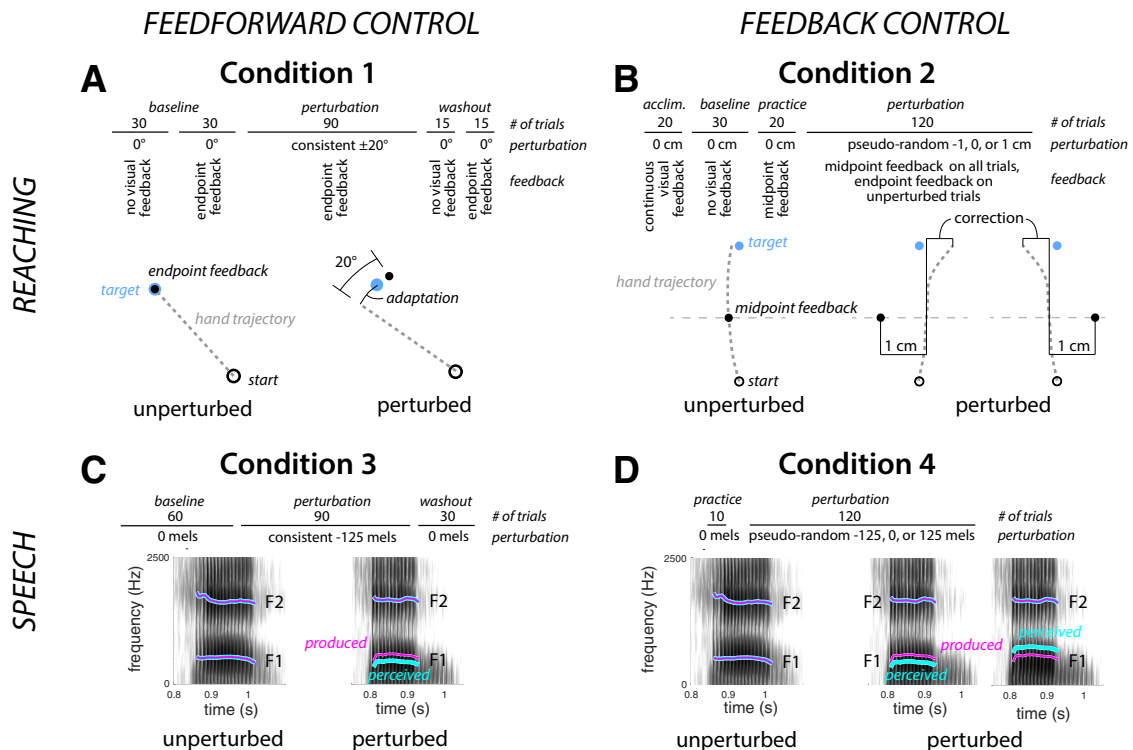 FEEDFORWARD CONTROL
FEEDBACK CONTROL
REACHING
A
Condition 1
baseline perturbation washout
30 30 90 15 15 # of trials
0° 0° consistent ±20° 0° 0° perturbation
no visual feedback
endpoint feedback
endpoint feedback
no visual feedback
endpoint feedback
feedback
endpoint feedback
target
hand trajectory
start
20°
adaptation
unperturbed
perturbed
B
Condition 2
acclim. baseline practice perturbation
20 30 20 120 # of trials
0 cm 0 cm 0 cm pseudo-random -1, 0, or 1 cm perturbation
continuous visual feedback
no visual feedback
midpoint feedback
midpoint feedback on all trials,
endpoint feedback on
unperturbed trials
feedback
correction
target
hand trajectory
midpoint feedback
1 cm
1 cm
start
unperturbed
perturbed
SPEECH
C
Condition 3
baseline perturbation washout
60 90 30 # of trials
0 mels consistent -125 mels 0 mels perturbation
2500
frequency (Hz)
0
F2
F1
0.8 0.9 1
time (s)
unperturbed
F2
produced
F1
perceived
0.8 0.9 1
time (s)
perturbed
D
Condition 4
practice perturbation
10 120 # of trials
0 mels pseudo-random -125, 0, or 125 mels perturbation
2500
frequency (Hz)
0
F2
F1
0.8 0.9 1
time (s)
unperturbed
F2
F1
produced
perceived
0.8 0.9 1
time (s)
F2
perceived
F1
0.8 0.9 1
perturbed